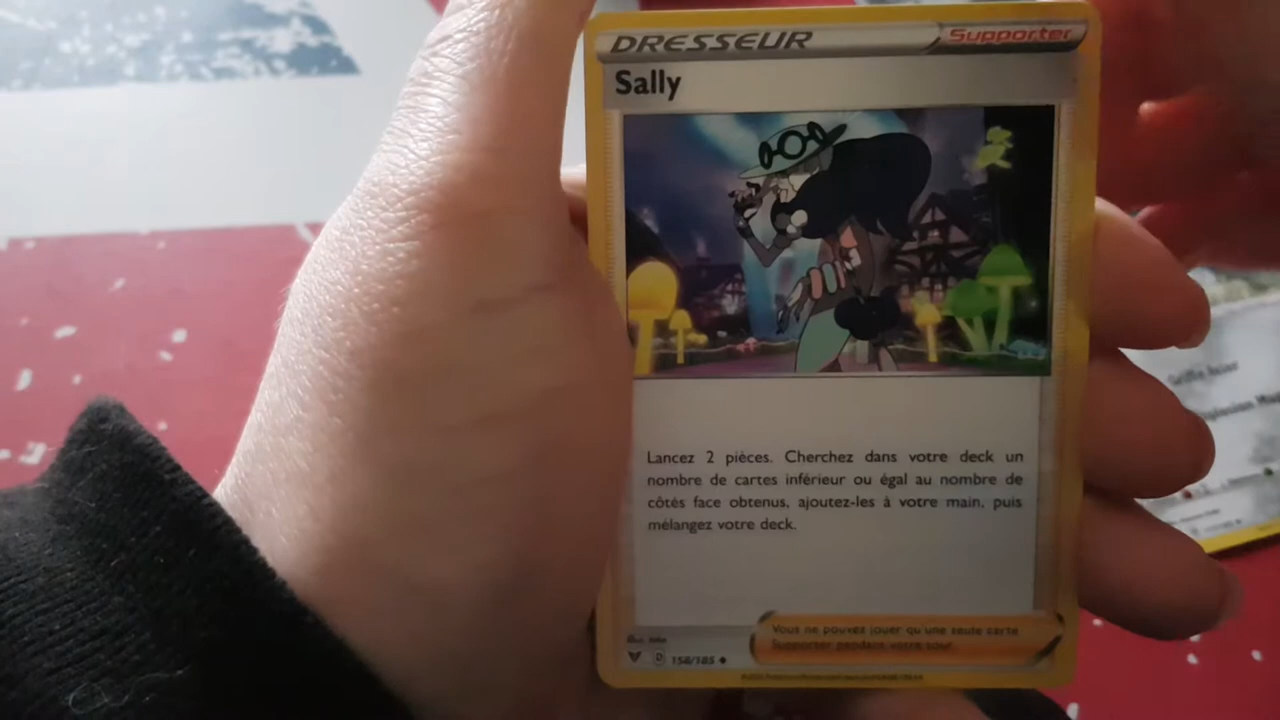 DRESSEUR
Supporter
Sally
Lancez 2 pièces. Cherchez dans votre deck un
nombre de cartes inférieur ou égal au nombre de
côtés face obtenus, ajoutez-les à votre main, puis
mélangez votre deck.
Vous ne pouvez jouer qu'une seule carte
Supporter pendant votre tour.
D 158/185